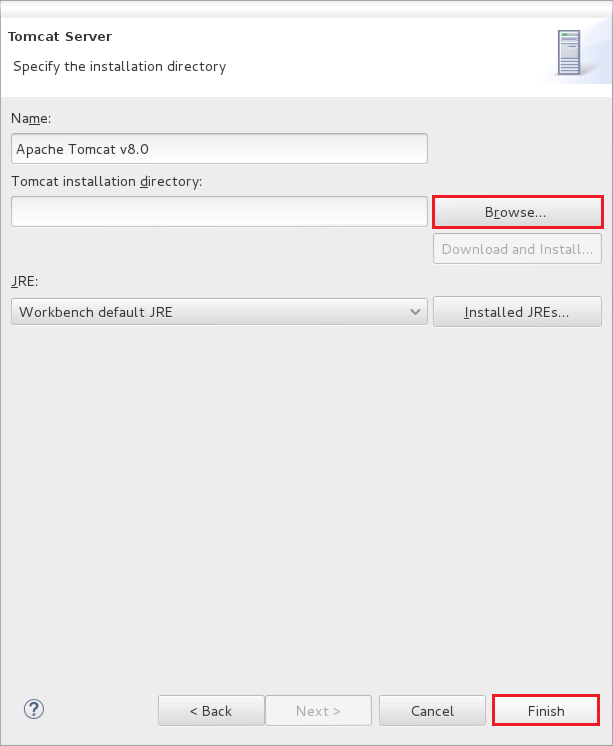 Tomcat Server
Specify the installation directory
Name:
Apache Tomcat v8.0
Tomcat installation directory:
Browse...
Download and Install...
JRE:
Workbench default JRE
Installed JREs...
?
< Back
Next >
Cancel
Finish